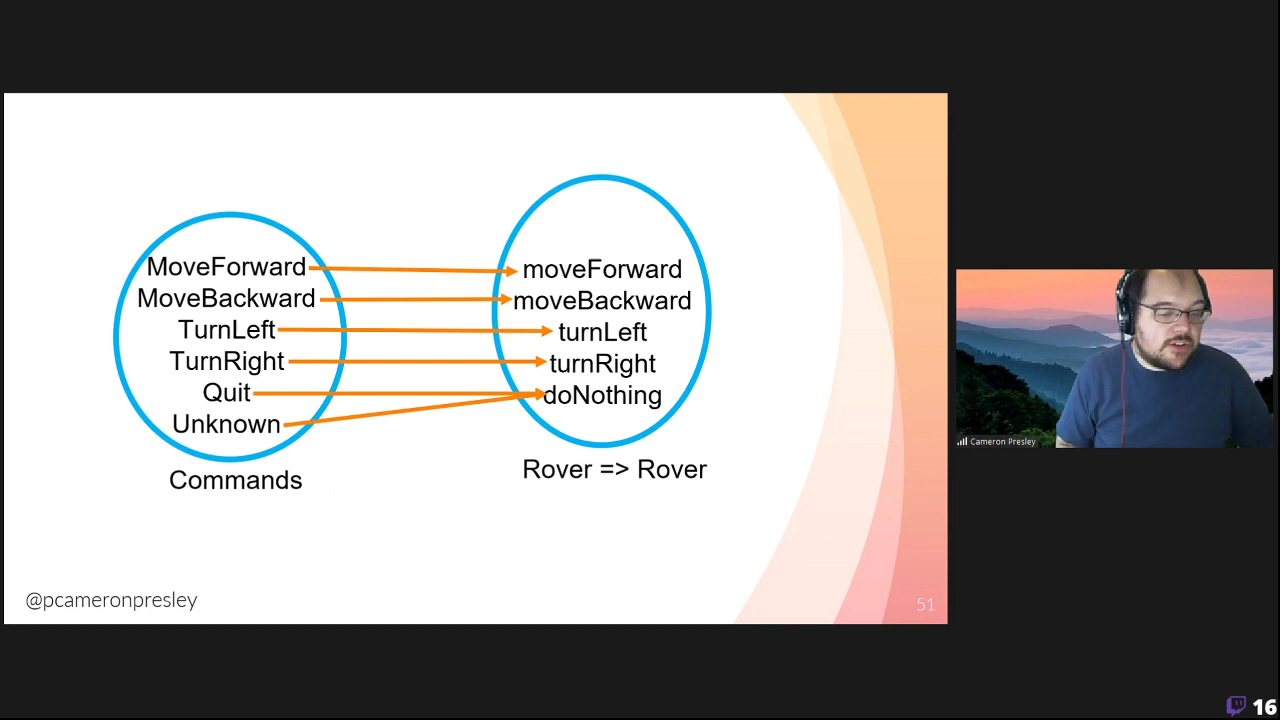 MoveForward
MoveBackward
TurnLeft
TurnRight
Quit
Unknown
Commands
moveForward
moveBackward
turnLeft
turnRight
doNothing
Rover => Rover
@pcameronpresley
51
Cameron Presley
16